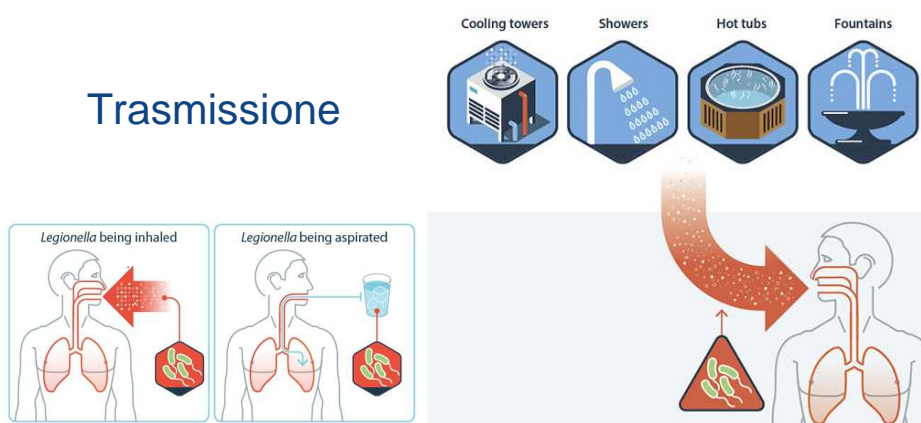 Trasmissione
Cooling towers
Showers
Hot tubs
Fountains
Legionella being inhaled
Legionella being aspirated